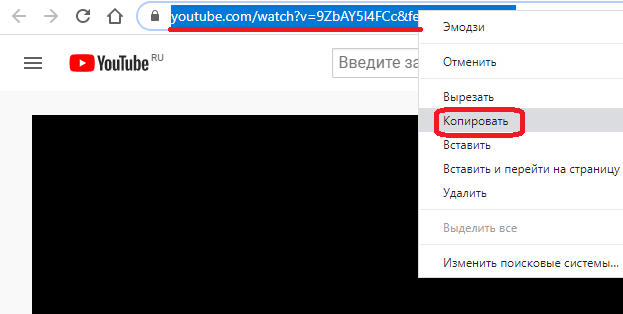 youtube.com/watch?v=9ZbAY5l4FCc&fe
YouTube RU
Введите за
Эмодзи
Отменить
Вырезать
Копировать
Вставить
Вставить и перейти на страницу
Удалить
Выделить все
Изменить поисковые системы...